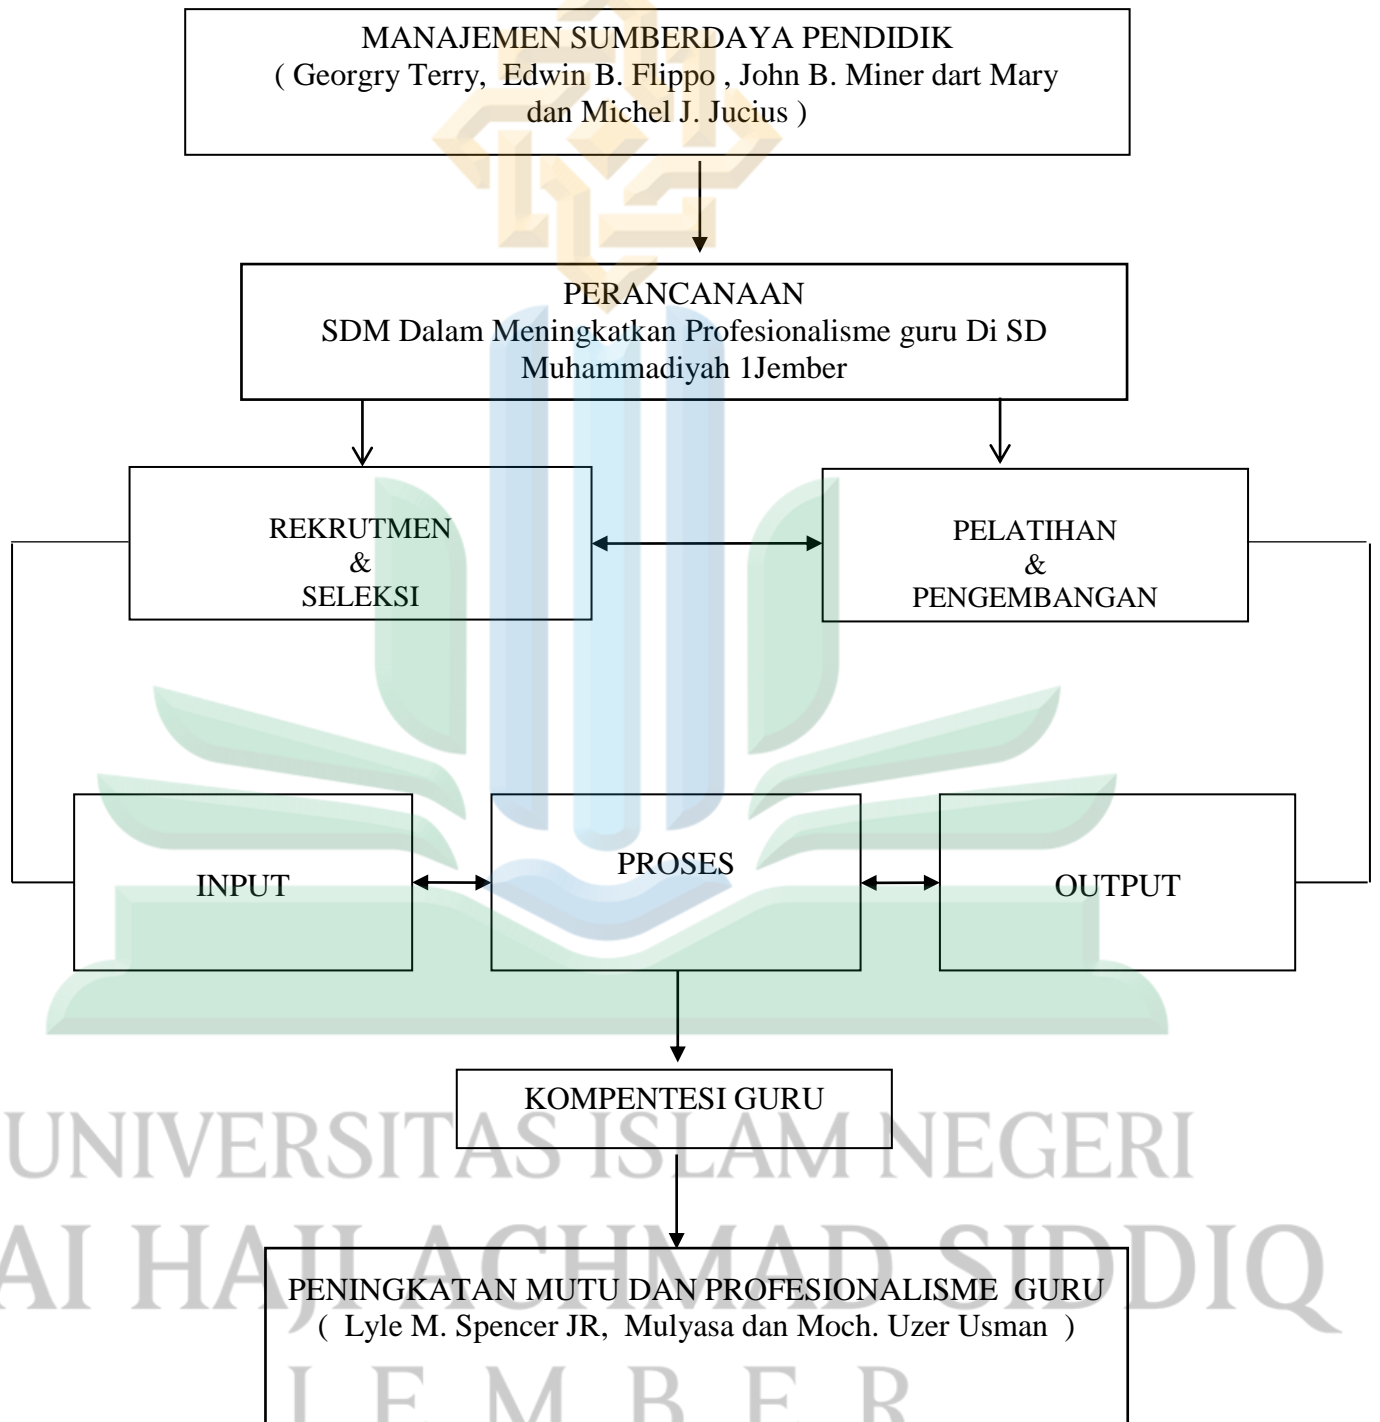 MANAJEMEN SUMBERDAYA PENDIDIK
( Georgry Terry, Edwin B. Flippo , John B. Miner dart Mary
dan Michel J. Jucius )
PERANCANAAN
SDM Dalam Meningkatkan Profesionalisme guru Di SD
Muhammadiyah 1Jember
REKRUTMEN
&
SELEKSI
PELATIHAN
&
PENGEMBANGAN
INPUT
PROSES
OUTPUT
KOMPENTESI GURU
UNIVERSITAS ISLAM NEGERI
AI HAJI ACHMAD SIDDIQ
PENINGKATAN MUTU DAN PROFESIONALISME GURU
( Lyle M. Spencer JR, Mulyasa dan Moch. Uzer Usman )
JEMBER